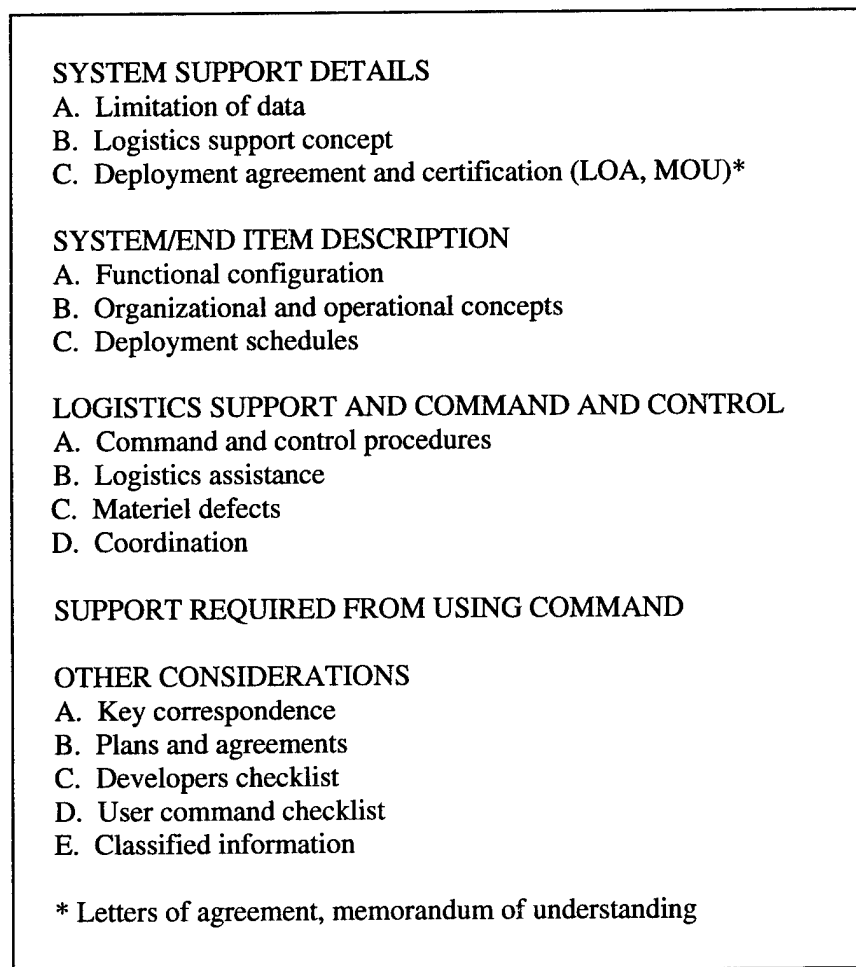 SYSTEM SUPPORT DETAILS
A. Limitation of data
B. Logistics support concept
C. Deployment agreement and certification (LOA, MOU)*
SYSTEM/END ITEM DESCRIPTION
A. Functional configuration
B. Organizational and operational concepts
C. Deployment schedules
LOGISTICS SUPPORT AND COMMAND AND CONTROL
A. Command and control procedures
B. Logistics assistance
C. Materiel defects
D. Coordination
SUPPORT REQUIRED FROM USING COMMAND
OTHER CONSIDERATIONS
A. Key correspondence
B. Plans and agreements
C. Developers checklist
D. User command checklist
E. Classified information
* Letters of agreement, memorandum of understanding